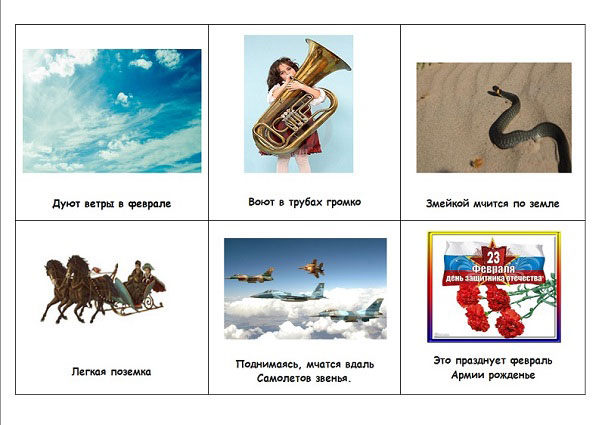 Дуют ветры в феврале
Воют в трубах громко
Змейкой мчится по земле
Легкая поземка
Поднимаясь, мчатся вдаль
Самолетов звенья.
23
Февраля
день защитника отечества
Это празднует февраль
Армии рожденье